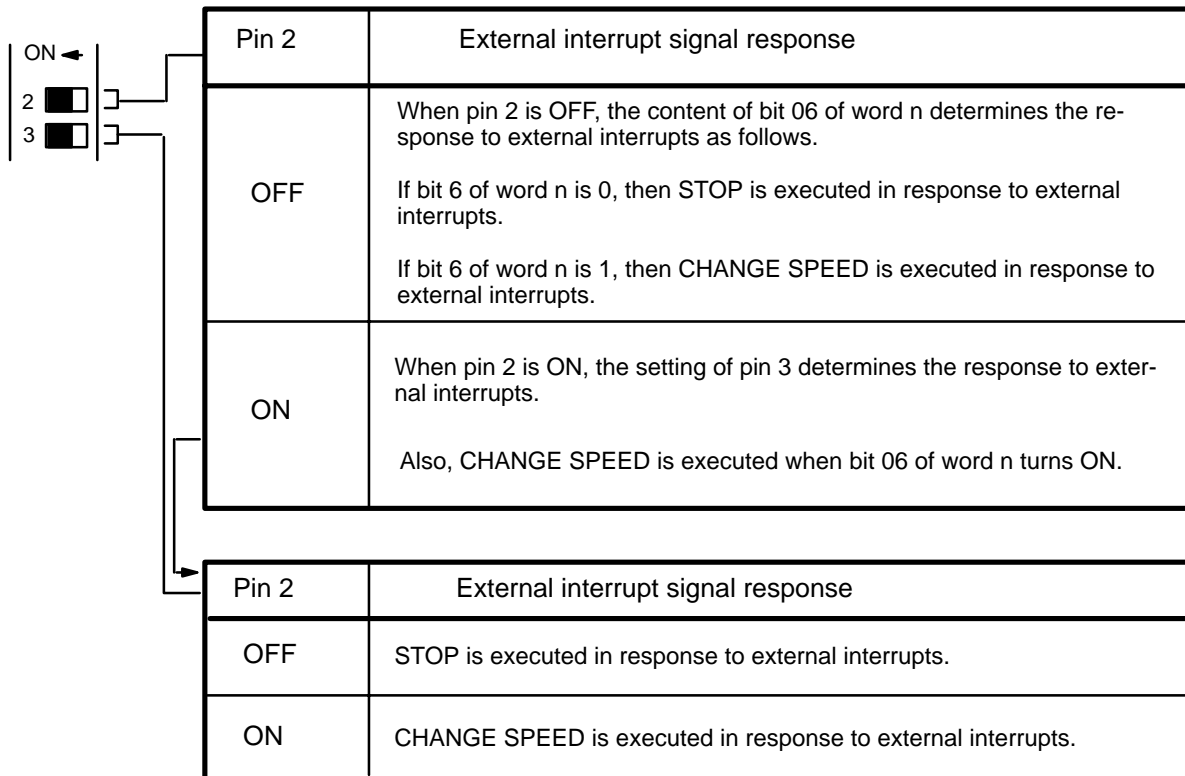 ON
2
3
Pin 2
External interrupt signal response
OFF
When pin 2 is OFF, the content of bit 06 of word n determines the re-
sponse to external interrupts as follows.
If bit 6 of word n is 0, then STOP is executed in response to external
interrupts.
If bit 6 of word n is 1, then CHANGE SPEED is executed in response to
external interrupts.
ON
When pin 2 is ON, the setting of pin 3 determines the response to exter-
nal interrupts.
Also, CHANGE SPEED is executed when bit 06 of word n turns ON.
Pin 2
External interrupt signal response
OFF
STOP is executed in response to external interrupts.
ON
CHANGE SPEED is executed in response to external interrupts.